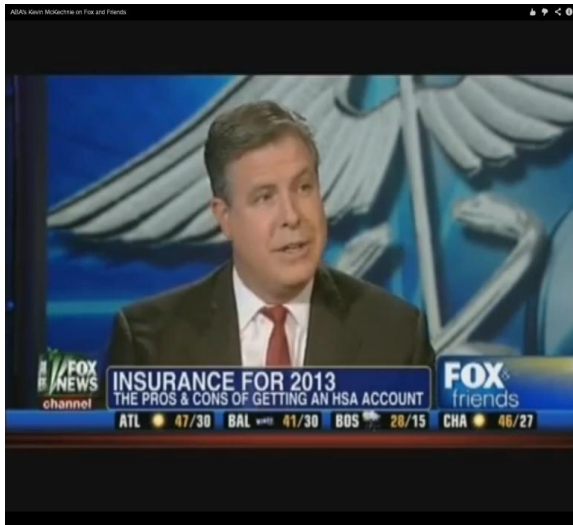 ABA's Kevin McKechnie on Fox and Friends
FOX
NEWS
channel
INSURANCE FOR 2013
THE PROS & CONS OF GETTING AN HSA ACCOUNT
FOX&
friends
ATL 47/30 BAL 41/30 BOS 28/15 CHA 46/27